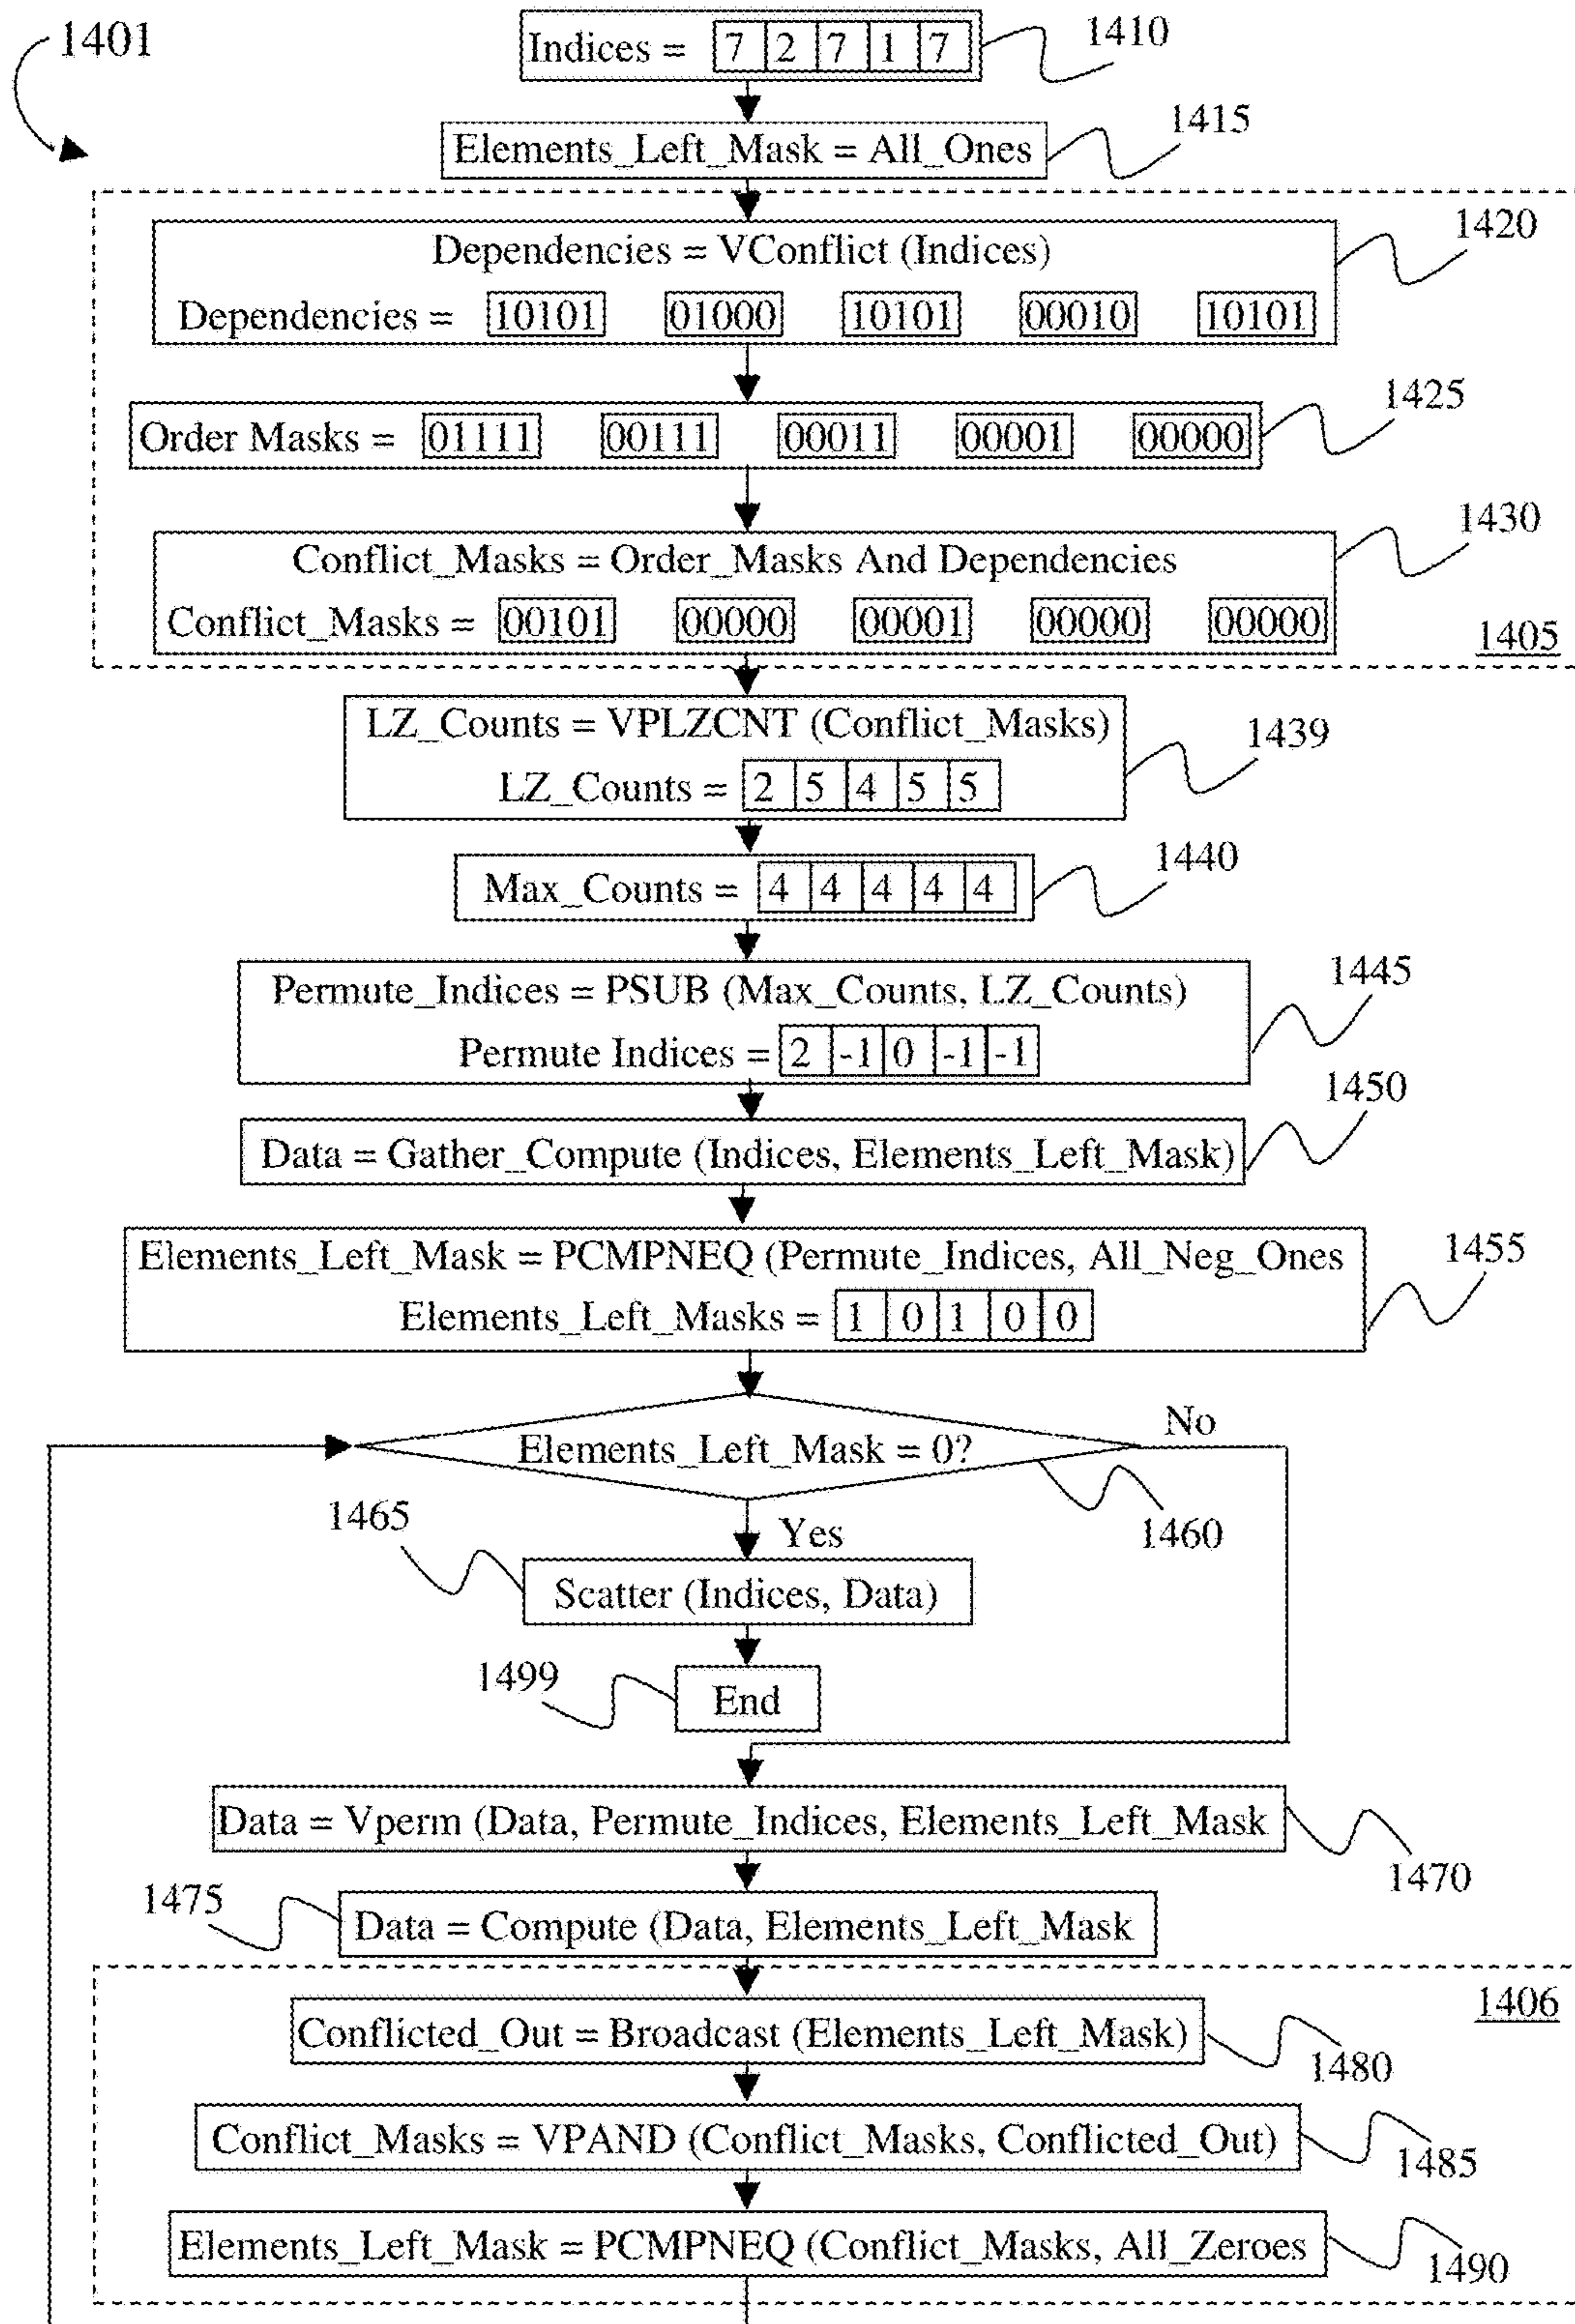 1401
Indices = 7 2 7 1 7
1410
Elements_Left_Mask = All_Ones
1415
Dependencies = VConflict (Indices)
1420
Dependencies = 10101 01000 10101 00010 10101
Order Masks = 01111 00111 00011 00001 00000
1425
Conflict_Masks = Order_Masks And Dependencies
1430
Conflict_Masks = 00101 00000 00001 00000 00000
1405
LZ_Counts = VPLZCNT (Conflict_Masks)
1439
LZ_Counts = 2 5 4 5 5
Max_Counts = 4 4 4 4 4
1440
Permute_Indices = PSUB (Max_Counts, LZ_Counts)
1445
Permute Indices = 2 -1 0 -1 -1
Data = Gather_Compute (Indices, Elements_Left_Mask)
1450
Elements_Left_Mask = PCMPNEQ (Permute_Indices, All_Neg_Ones
1455
Elements_Left_Masks = 1 0 1 0 0
Elements_Left_Mask = 0?
No
1460
Yes
1465
Scatter (Indices, Data)
1499
End
Data = Vperm (Data, Permute_Indices, Elements_Left_Mask
1470
1475
Data = Compute (Data, Elements_Left_Mask
1406
Conflicted_Out = Broadcast (Elements_Left_Mask)
1480
Conflict_Masks = VPAND (Conflict_Masks, Conflicted_Out)
1485
Elements_Left_Mask = PCMPNEQ (Conflict_Masks, All_Zeroes
1490